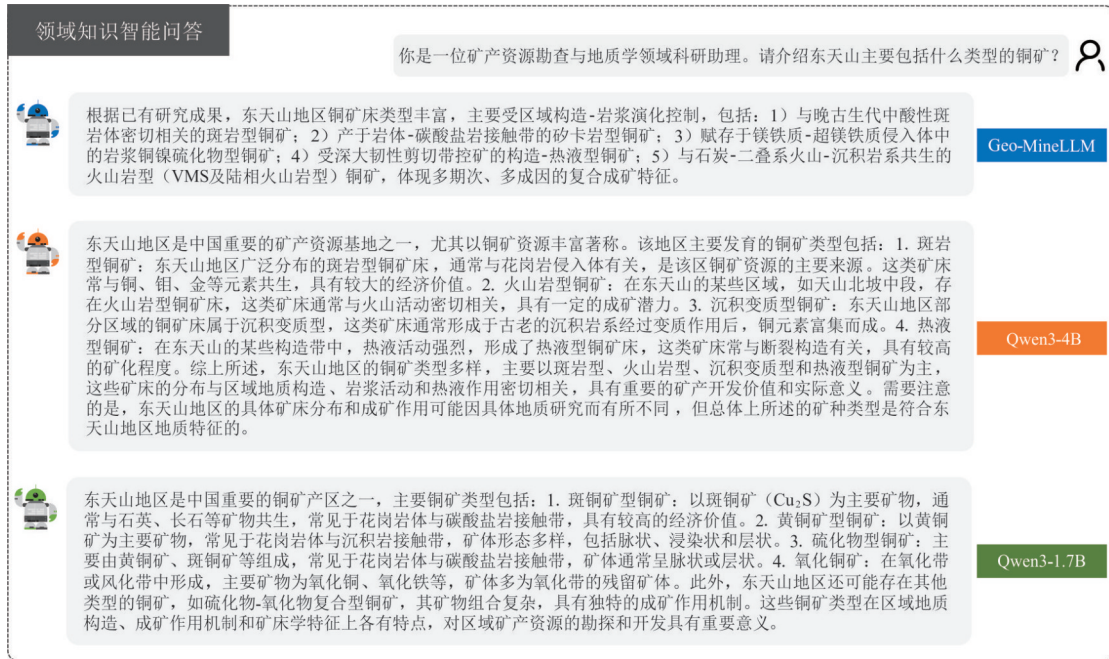 领域知识智能问答
你是一位矿产资源勘查与地质学领域科研助理。请介绍东天山主要包括什么类型的铜矿？
根据已有研究成果，东天山地区铜矿床类型丰富，主要受区域构造-岩浆演化控制，包括：1）与晚古生代中酸性斑
岩体密切相关的斑岩型铜矿；2）产于岩体-碳酸盐岩接触带的矽卡岩型铜矿；3）赋存于镁铁质-超镁铁质侵入体中
的岩浆铜镍硫化物型铜矿；4）受深大韧性剪切带控矿的构造-热液型铜矿；5）与石炭-二叠系火山-沉积岩系共生的
火山岩型（VMS及陆相火山岩型）铜矿，体现多期次、多成因的复合成矿特征。
Geo-MineLLM
东天山地区是中国重要的矿产资源基地之一，尤其以铜矿资源丰富著称。该地区主要发育的铜矿类型包括：1. 斑岩
型铜矿：东天山地区广泛分布的斑岩型铜矿床，通常与花岗岩侵入体有关，是该区铜矿资源的主要来源。这类矿床
常与铜、钼、金等元素共生，具有较大的经济价值。2. 火山岩型铜矿：在东天山的某些区域，如天山北坡中段，存
在火山岩型铜矿床，这类矿床通常与火山活动密切相关，具有一定的成矿潜力。3. 沉积变质型铜矿：东天山地区部
分区域的铜矿床属于沉积变质型，这类矿床通常形成于古老的沉积岩系经过变质作用后，铜元素富集而成。4. 热液
型铜矿：在东天山的某些构造带中，热液活动强烈，形成了热液型铜矿床，这类矿床常与断裂构造有关，具有较高
的矿化程度。综上所述，东天山地区的铜矿类型多样，主要以斑岩型、火山岩型、沉积变质型和热液型铜矿为主，
这些矿床的分布与区域地质构造、岩浆活动和热液作用密切相关，具有重要的矿产开发价值和实际意义。需要注意
的是，东天山地区的具体矿床分布和成矿作用可能因具体地质研究而有所不同，但总体上所述的矿种类型是符合东
天山地区地质特征的。
Qwen3-4B
东天山地区是中国重要的铜矿产区之一，主要铜矿类型包括：1. 斑铜矿型铜矿：以斑铜矿（Cu₂S）为主要矿物，通
常与石英、长石等矿物共生，常见于花岗岩体与碳酸盐岩接触带，具有较高的经济价值。2. 黄铜矿型铜矿：以黄铜
矿为主要矿物，常见于花岗岩体与沉积岩接触带，矿体形态多样，包括脉状、浸染状和层状。3. 硫化物型铜矿：主
要由黄铜矿、斑铜矿等组成，常见于花岗岩体与碳酸盐岩接触带，矿体通常呈脉状或层状。4. 氧化铜矿：在氧化带
或风化带中形成，主要矿物为氧化铜、氧化铁等，矿体多为氧化带的残留矿体。此外，东天山地区还可能存在其他
类型的铜矿，如硫化物-氧化物复合型铜矿，其矿物组合复杂，具有独特的成矿作用机制。这些铜矿类型在区域地质
构造、成矿作用机制和矿床学特征上各有特点，对区域矿产资源的勘探和开发具有重要意义。
Qwen3-1.7B